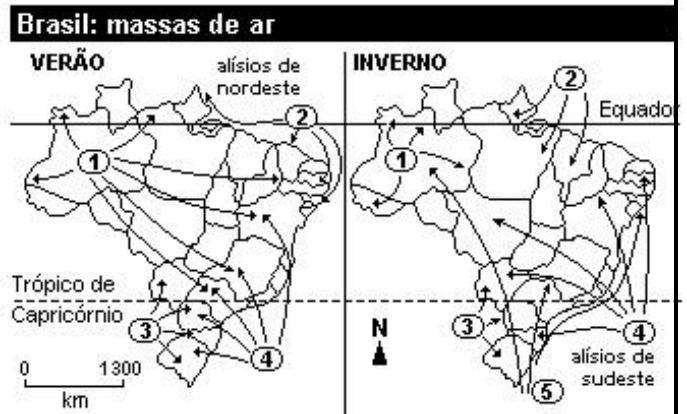 Brasil: massas de ar
VERÃO
alísios de
nordeste
2
1
Trópico de
Capricórnio
3
4
0 1300
km
INVERNO
2
Equador
1
N
3
4
alísios de
sudeste
5